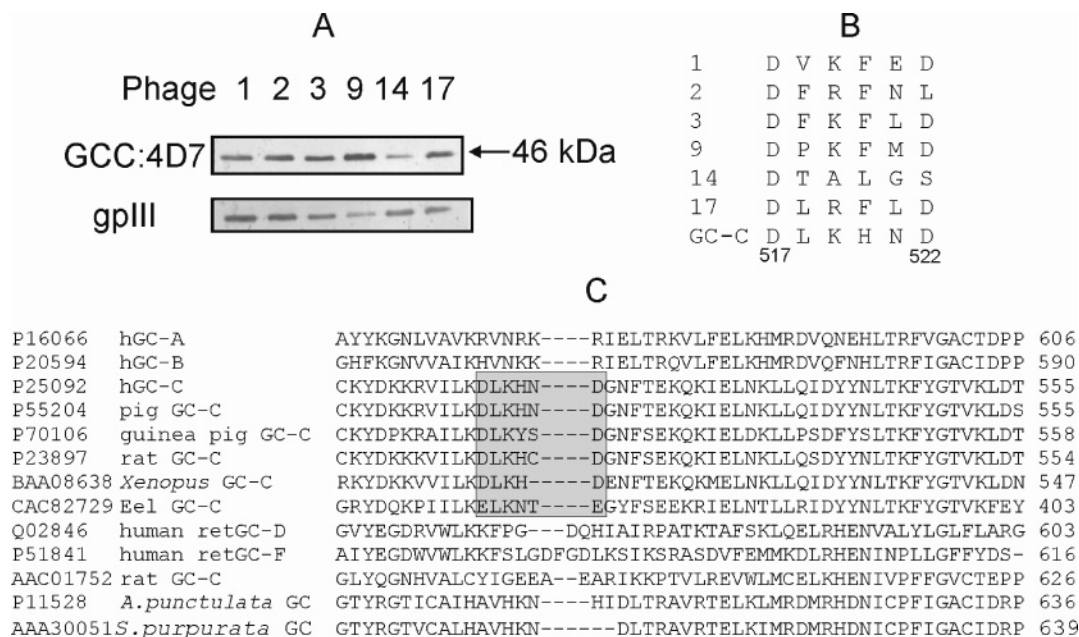 A
Phage 1 2 3 9 14 17
GCC:4D7 46 kDa
gpIII
B
1 D V K F E D
2 D F R F N L
3 D F K F L D
9 D P K F M D
14 D T A L G S
17 D L R F L D
GC-C D L K H N D
517 522
C
P16066 hGC-A AYYKGNLVAVKRVNRK----RIELTRKVLFELKHMRDVQNEHLTRFVGACTDPP 606
P20594 hGC-B GHFKGNVVAIKHVNKK----RIELTRQVLFELKHMRDVQFNHLTRFIGACIDPP 590
P25092 hGC-C CKYDKKRVILKDLKHN----DGNFTEKQKIELNKLLQIDYYNLTKFYGTVKLDT 555
P55204 pig GC-C CKYDKKRVILKDLKHN----DGNFTEKQKIELNKLLQIDYYNLTKFYGTVKLDS 555
P70106 guinea pig GC-C CKYDPKRAILKDLKYS----DGNFSEKQKIELDKLLPSDFYSLTKFYGTVKLDT 558
P23897 rat GC-C CKYDKKKVILKDLKHC----DGNFSEKQKIELNKLLQSDYYNLTKFYGTVKLDT 554
BAA08638 Xenopus GC-C RKYDKKQVILKDLKH-----DENFTEKQKMELNKLLQIDYYNLTKFYGTVKLDN 547
CAC82729 Eel GC-C GRYDQKPIILKELKNT----EGYFSEEKRIELNTLLRIDYYNLTKFYGTVKFEY 403
Q02846 human retGC-D GVYEGDRVWLKKFPG---DQHIAIRPATKTAFSKLQELRHENVALYLGLFLARG 603
P51841 human retGC-F AIYEGDWVWLKKFSLGDFGDLKSIKSRASDVFEMMKDLRHENINPLLGFFYDS- 616
AAC01752 rat GC-C GLYQGNHVALCYIGEEA--EARIKKPTVLREVWLMCELKHENIVPFFGVCTEPP 626
P11528 A.punctulata GC GTYRGTICAIHAVHKN----HIDLTRAVRTELKLMRDMRHDNICPFIGACIDRP 636
AAA30051 S.purpurata GC GTYRGTVCALHAVHKN------DLTRAVRTELKIMRDMRHDNICPFIGACIDRP 639